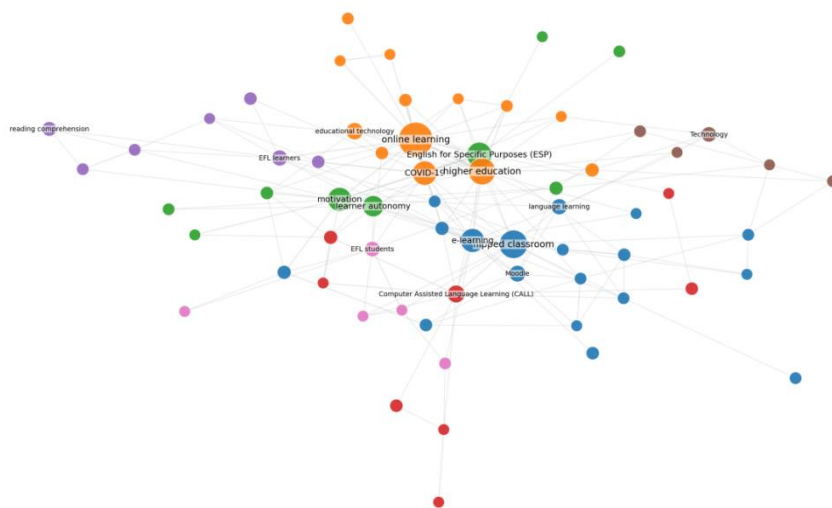 reading comprehension
educational technology
online learning
Technology
English for Specific Purposes (ESP)
EFL learners
COVID-19
higher education
motivation
learner autonomy
language learning
EFL students
e-learning
flipped classroom
Moodle
Computer Assisted Language Learning (CALL)